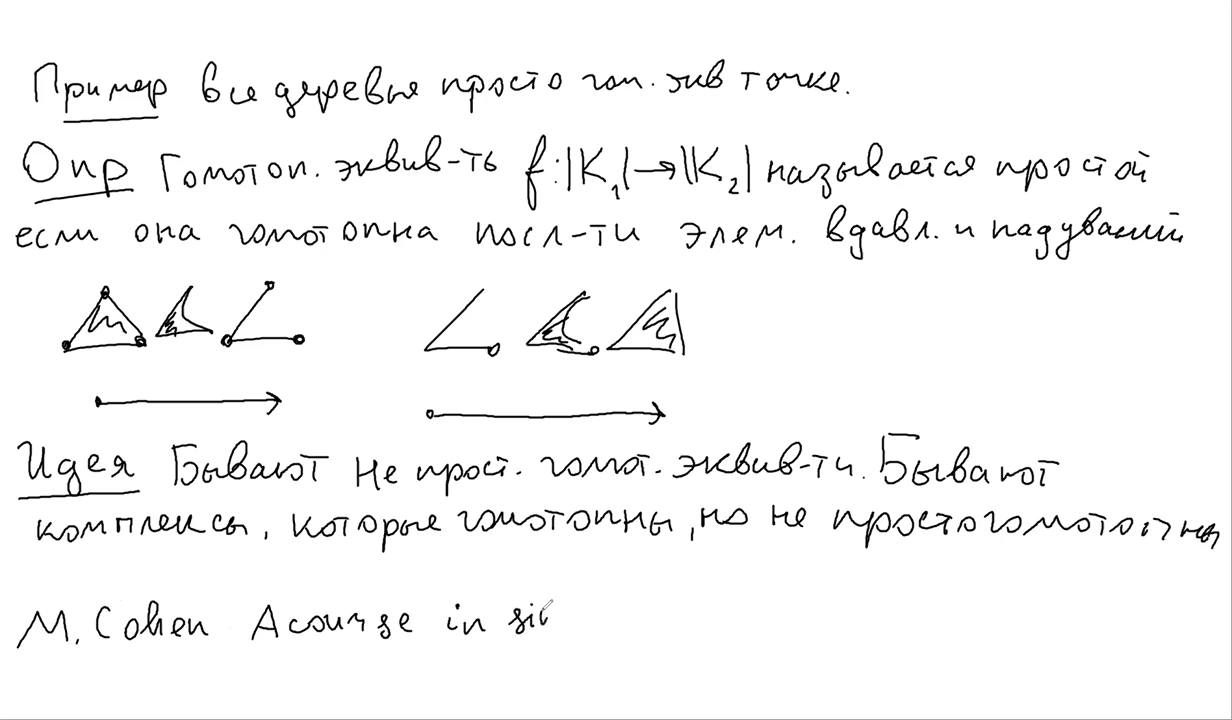 Пример Все деревья просто гом. экв точке.
Опр Гомотоп. эквив-ть f:|K₁|→|K₂| называется простой
если она гомотопна посл-ти элем. вдавл. и надуваний
Идея Бывают не прост. гомот. эквив-ти. Бывают
комплексы, которые гомотопны, но не простогомотопны
M. Cohen A course in